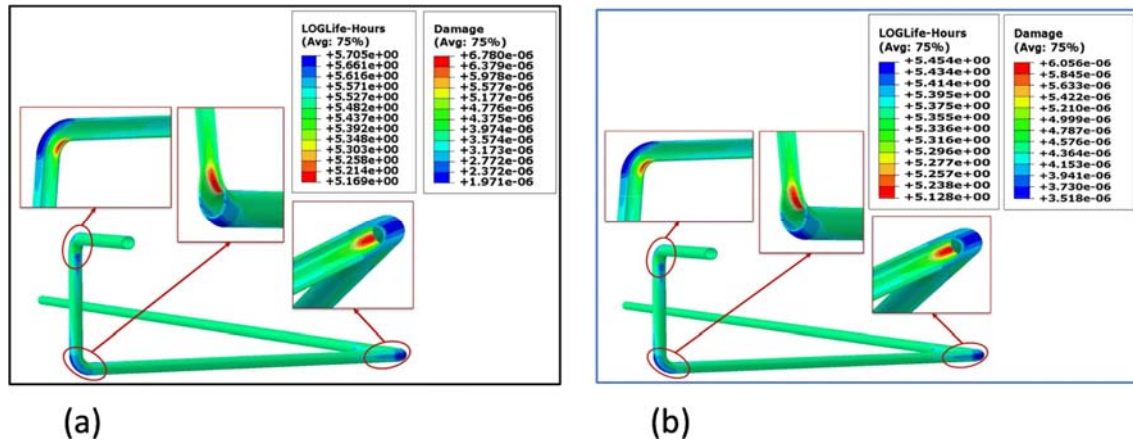 LOGLife-Hours
(Avg: 75%)
+5.705e+00
+5.661e+00
+5.616e+00
+5.571e+00
+5.527e+00
+5.482e+00
+5.437e+00
+5.392e+00
+5.348e+00
+5.303e+00
+5.258e+00
+5.214e+00
+5.169e+00
Damage
(Avg: 75%)
+6.780e-06
+6.379e-06
+5.978e-06
+5.577e-06
+5.177e-06
+4.776e-06
+4.375e-06
+3.974e-06
+3.574e-06
+3.173e-06
+2.772e-06
+2.372e-06
+1.971e-06
(a)
LOGLife-Hours
(Avg: 75%)
+5.454e+00
+5.434e+00
+5.414e+00
+5.395e+00
+5.375e+00
+5.355e+00
+5.336e+00
+5.316e+00
+5.296e+00
+5.277e+00
+5.257e+00
+5.238e+00
+5.128e+00
Damage
(Avg: 75%)
+6.056e-06
+5.845e-06
+5.633e-06
+5.422e-06
+5.210e-06
+4.999e-06
+4.787e-06
+4.576e-06
+4.364e-06
+4.153e-06
+3.941e-06
+3.730e-06
+3.518e-06
(b)